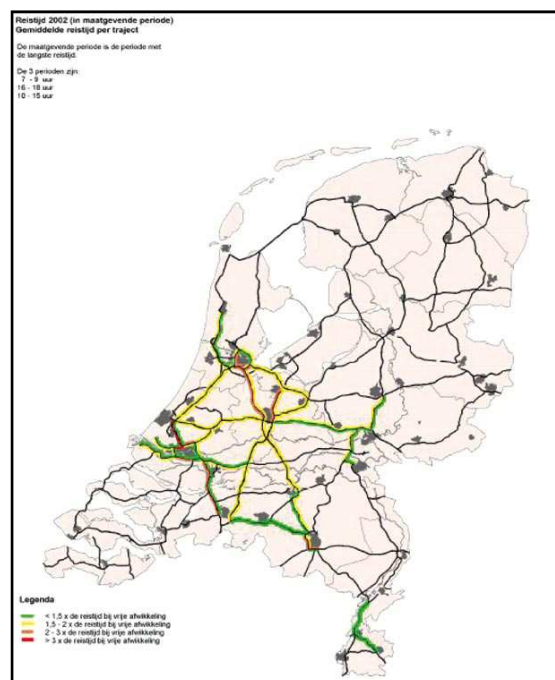 Reistijd 2002 (in maatgevende periode)
Gemiddelde reistijd per traject
De maatgevende periode is de periode met
de langste reistijd.
De 3 perioden zijn:
7 - 9 uur
16 - 18 uur
10 - 15 uur
Legenda
< 1,5 x de reistijd bij vrije afwikkeling
1,5 - 2 x de reistijd bij vrije afwikkeling
2 - 3 x de reistijd bij vrije afwikkeling
> 3 x de reistijd bij vrije afwikkeling